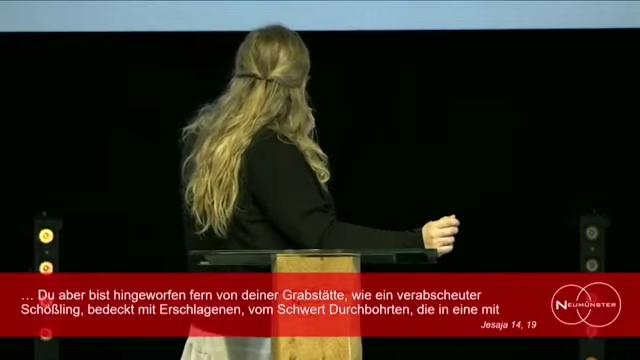 ... Du aber bist hingeworfen fern von deiner Grabstätte, wie ein verabscheuter
Schößling, bedeckt mit Erschlagenen, vom Schwert Durchbohrten, die in eine mit
Jesaja 14, 19
NEUMÜNSTER